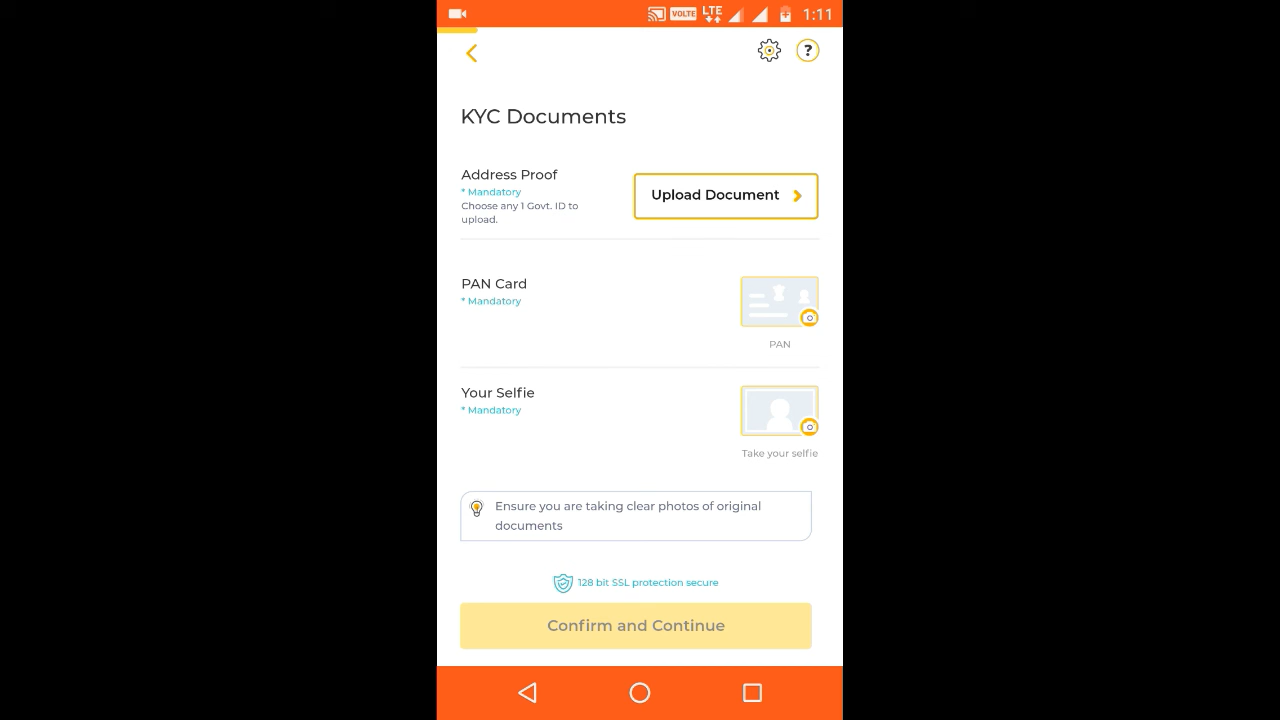 VOLTE LTE 1:11
?
KYC Documents
Address Proof
* Mandatory
Choose any 1 Govt. ID to
upload.
Upload Document
PAN Card
* Mandatory
PAN
Your Selfie
* Mandatory
Take your selfie
Ensure you are taking clear photos of original
documents
128 bit SSL protection secure
Confirm and Continue